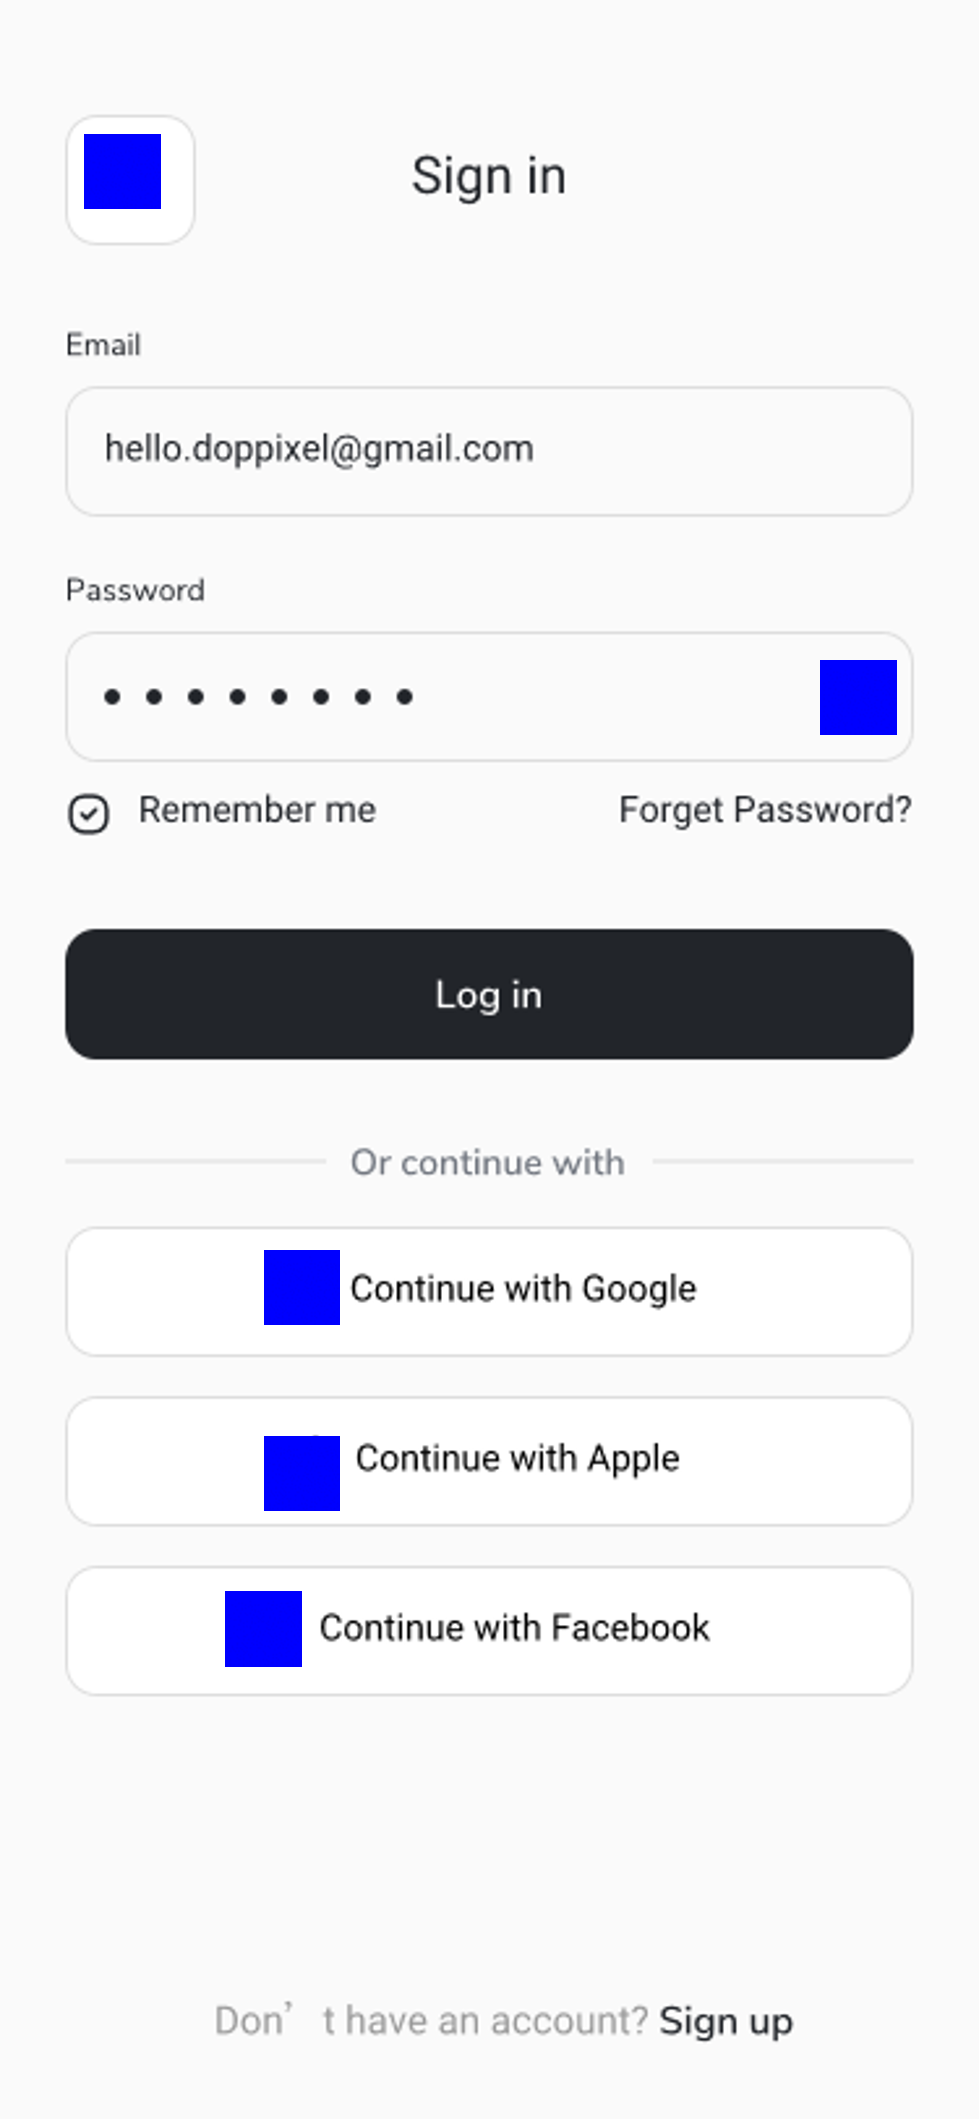 Sign in
Email
hello.doppixel@gmail.com
Password
Remember me
Forget Password?
Log in
Or continue with
Continue with Google
Continue with Apple
Continue with Facebook
Don’t have an account? Sign up